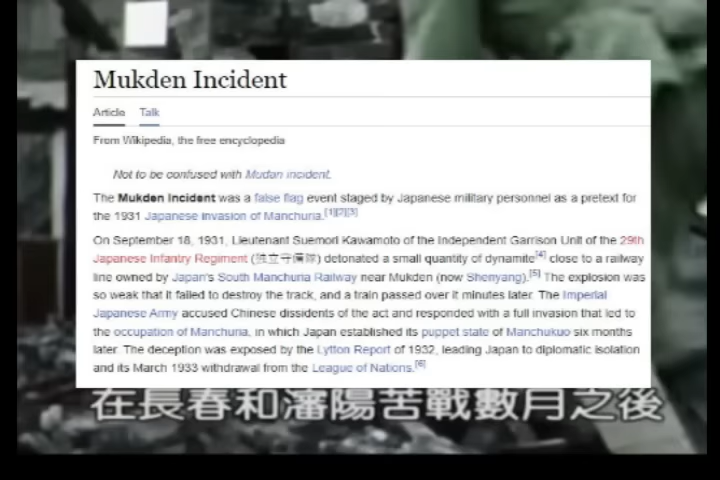 Mukden Incident
Article Talk
From Wikipedia, the free encyclopedia
Not to be confused with Mudan incident.
The Mukden Incident was a false flag event staged by Japanese military personnel as a pretext for
the 1931 Japanese invasion of Manchuria.[1][2][3]
On September 18, 1931, Lieutenant Suemori Kawamoto of the Independent Garrison Unit of the 29th
Japanese Infantry Regiment (独立守備隊) detonated a small quantity of dynamite[4] close to a railway
line owned by Japan's South Manchuria Railway near Mukden (now Shenyang).[5] The explosion was
so weak that it failed to destroy the track, and a train passed over it minutes later. The Imperial
Japanese Army accused Chinese dissidents of the act and responded with a full invasion that led to
the occupation of Manchuria, in which Japan established its puppet state of Manchukuo six months
later. The deception was exposed by the Lytton Report of 1932, leading Japan to diplomatic isolation
and its March 1933 withdrawal from the League of Nations.[6]
在長春和瀋陽苦戰數月之後